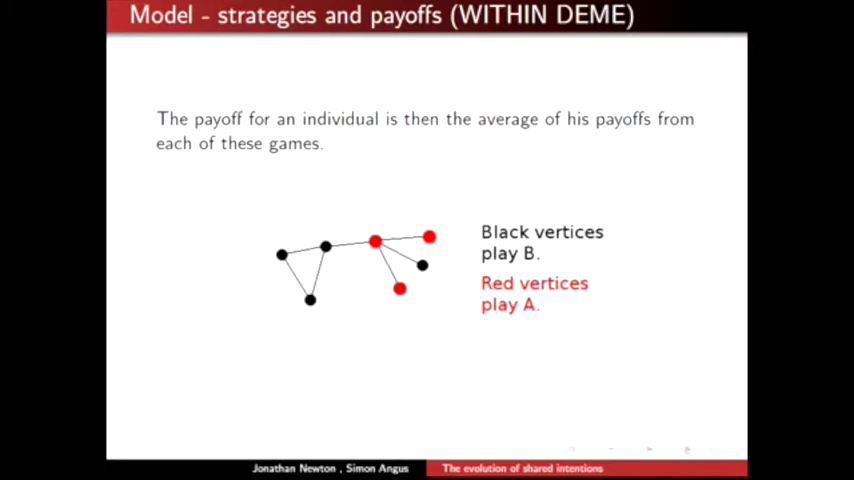 Model - strategies and payoffs (WITHIN DEME)
The payoff for an individual is then the average of his payoffs from
each of these games.
Black vertices
play B.
Red vertices
play A.
Jonathan Newton , Simon Angus
The evolution of shared intentions